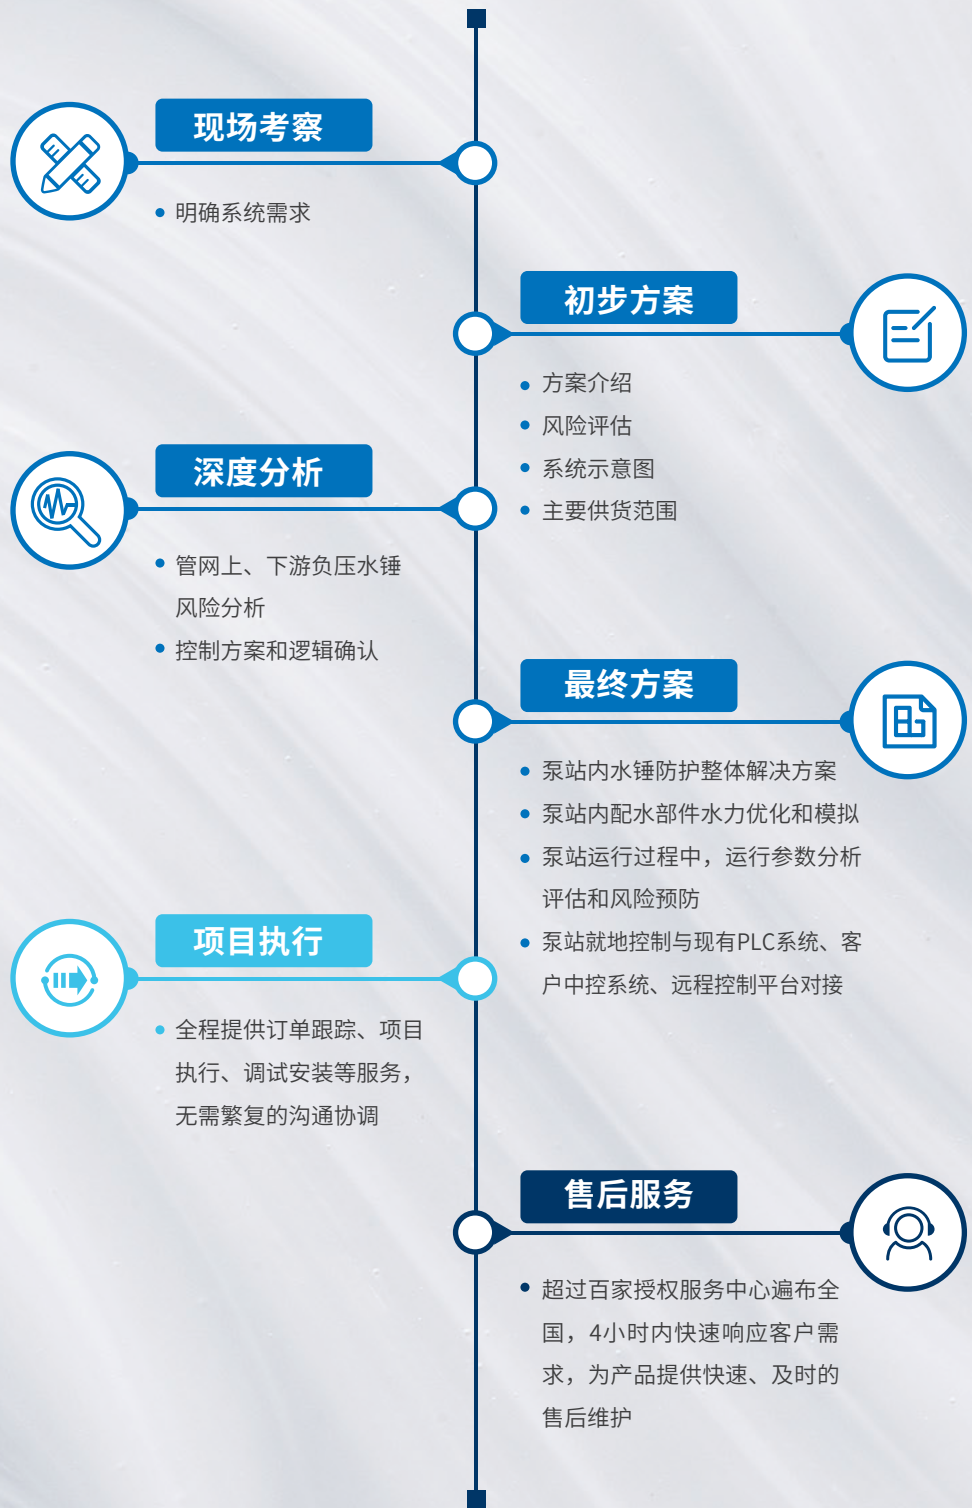 现场考察
明确系统需求
初步方案
方案介绍
风险评估
系统示意图
主要供货范围
深度分析
管网上、下游负压水锤
风险分析
控制方案和逻辑确认
最终方案
泵站内水锤防护整体解决方案
泵站内配水部件水力优化和模拟
泵站运行过程中，运行参数分析
评估和风险预防
泵站就地控制与现有PLC系统、客
户中控系统、远程控制平台对接
项目执行
全程提供订单跟踪、项目
执行、调试安装等服务，
无需繁复的沟通协调
售后服务
超过百家授权服务中心遍布全
国，4小时内快速响应客户需
求，为产品提供快速、及时的
售后维护